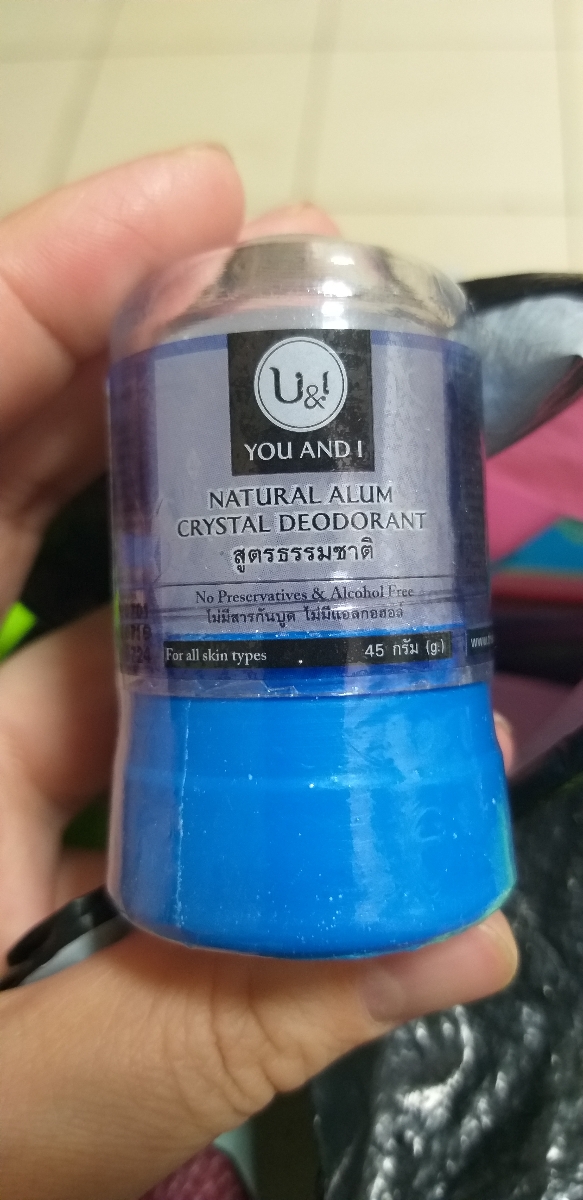 U&I
YOU AND I
NATURAL ALUM
CRYSTAL DEODORANT
สูตรธรรมชาติ
No Preservatives & Alcohol Free
ไม่มีสารกันบูด ไม่มีแอลกอฮอล์
For all skin types 45 กรัม (g.) www.